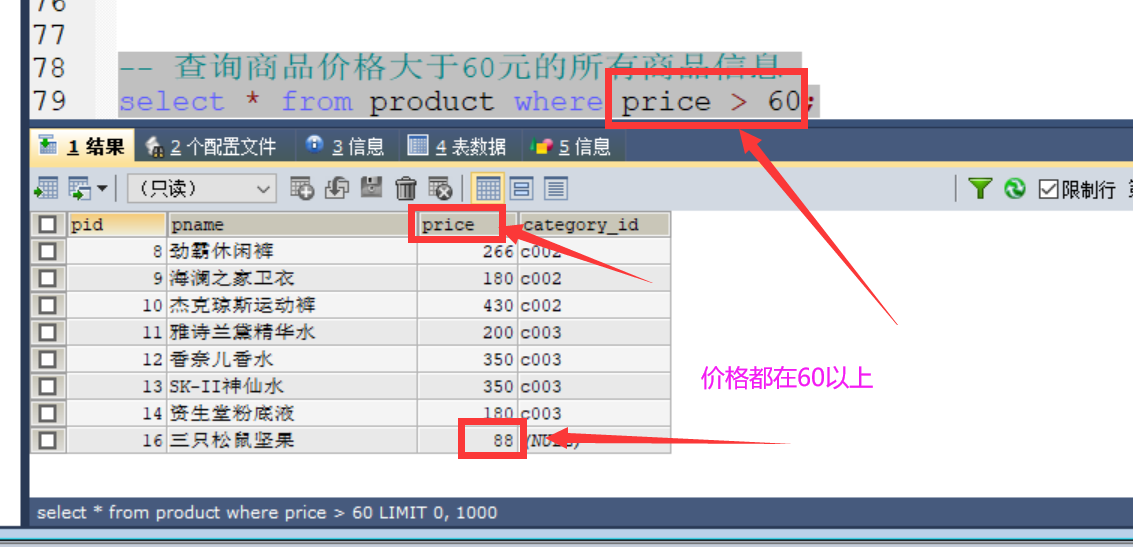 76
77
78 -- 查询商品价格大于60元的所有商品信息
79 select * from product where price > 60;
1 结果 2 个配置文件 3 信息 4 表数据 5 信息
(只读) 限制行
pid pname price category_id
8 劲霸休闲裤 266 c002
9 海澜之家卫衣 180 c002
10 杰克琼斯运动裤 430 c002
11 雅诗兰黛精华水 200 c003
12 香奈儿香水 350 c003
13 SK-II神仙水 350 c003
14 资生堂粉底液 180 c003
16 三只松鼠坚果 88 (NULL)
价格都在60以上
select * from product where price > 60 LIMIT 0, 1000